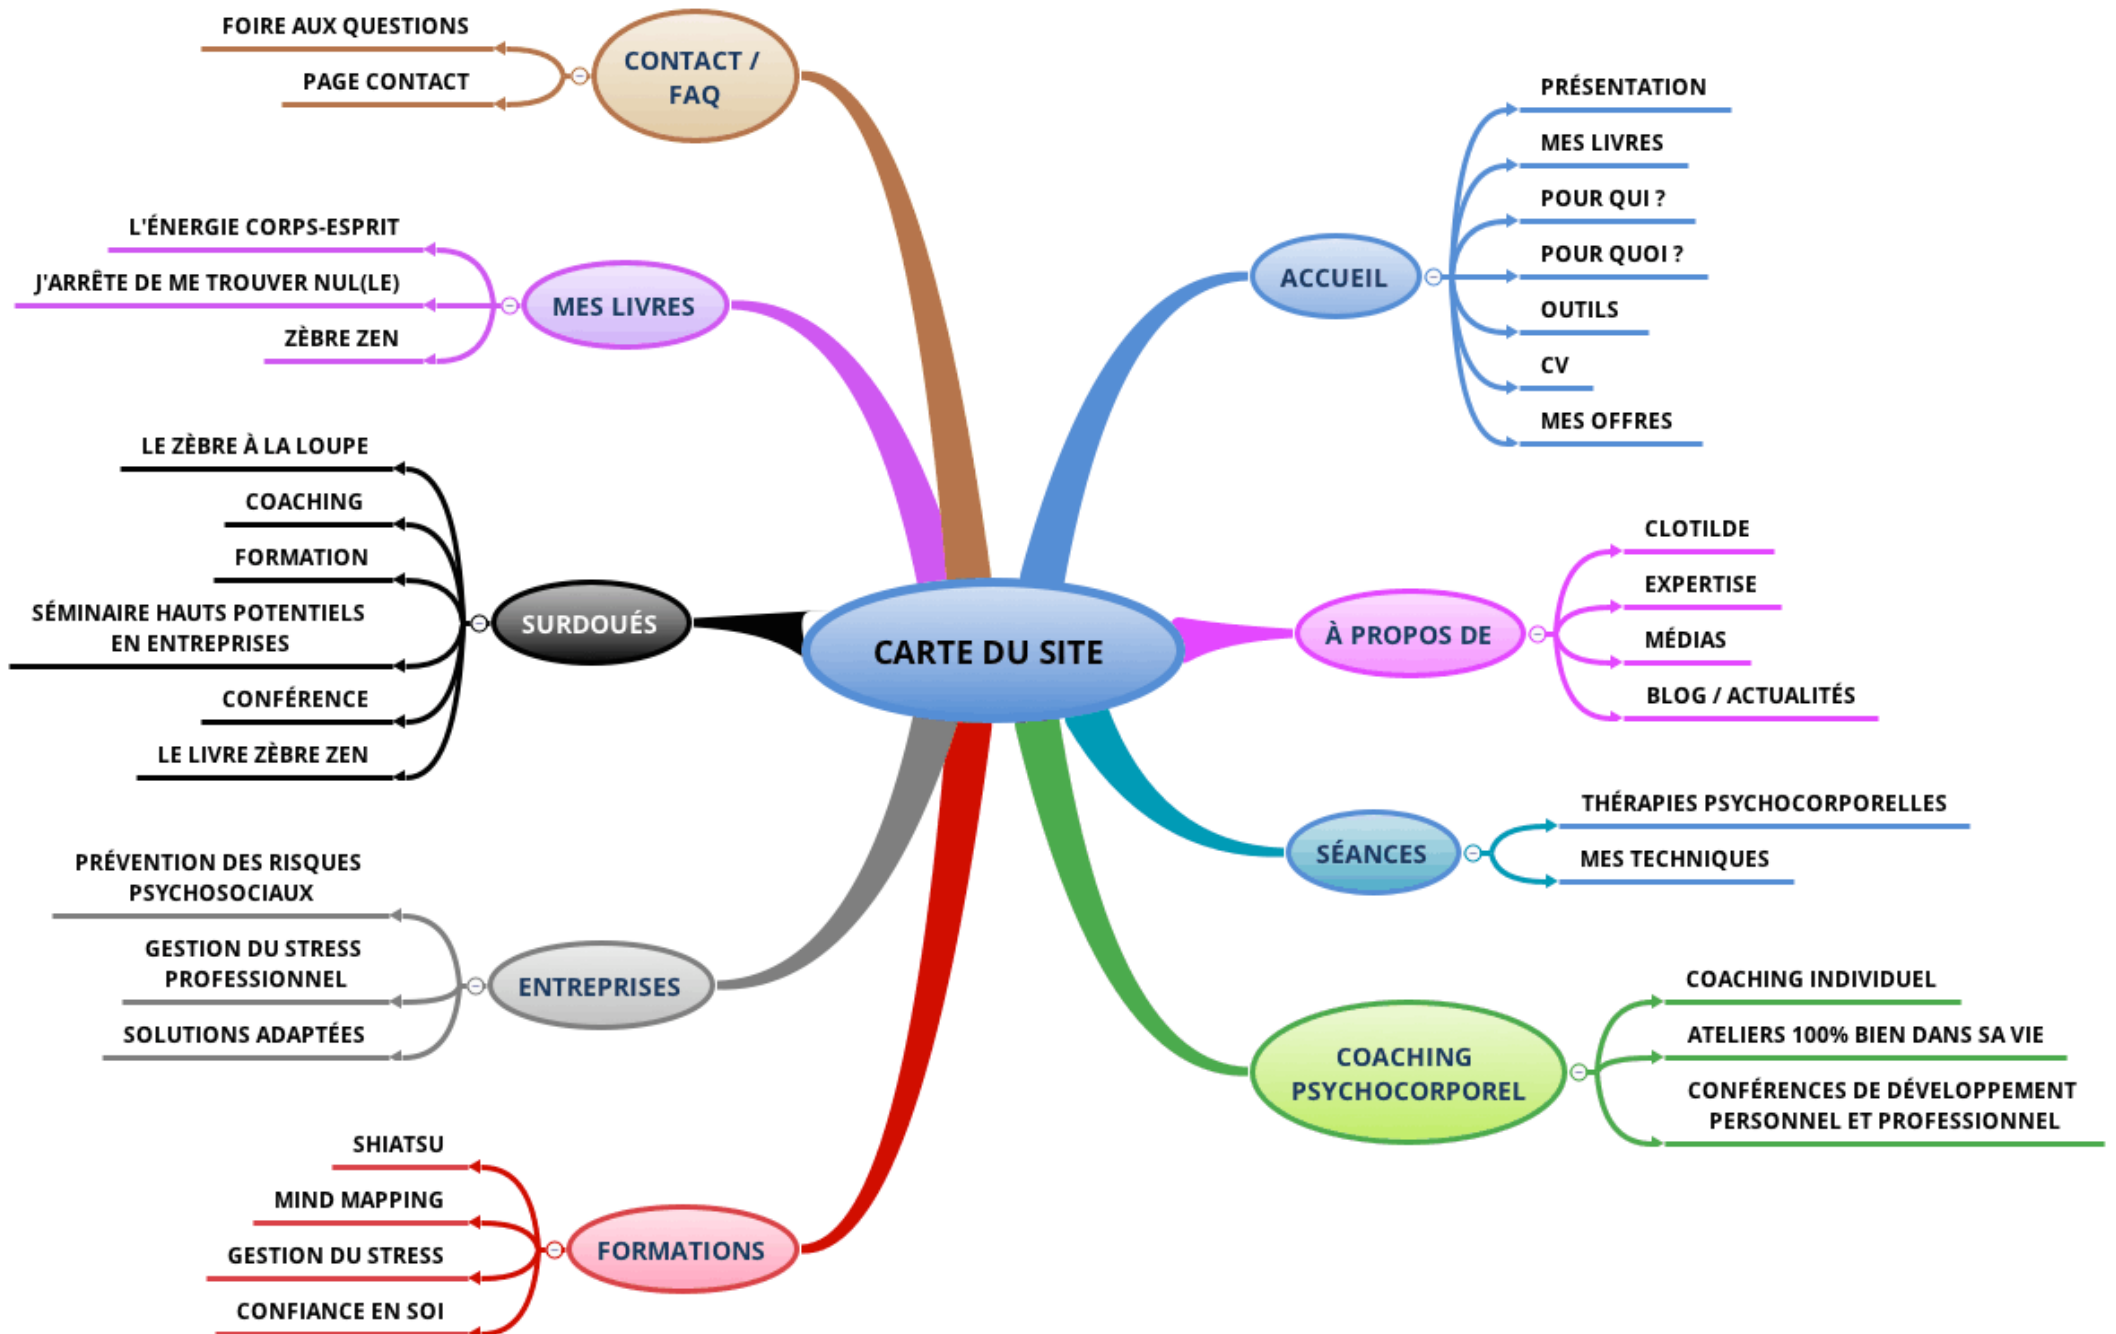 CARTE DU SITE
ACCUEIL
PRÉSENTATION
MES LIVRES
POUR QUI ?
POUR QUOI ?
OUTILS
CV
MES OFFRES
À PROPOS DE
CLOTILDE
EXPERTISE
MÉDIAS
BLOG / ACTUALITÉS
SÉANCES
THÉRAPIES PSYCHOCORPORELLES
MES TECHNIQUES
COACHING
PSYCHOCORPOREL
COACHING INDIVIDUEL
ATELIERS 100% BIEN DANS SA VIE
CONFÉRENCES DE DÉVELOPPEMENT
PERSONNEL ET PROFESSIONNEL
FORMATIONS
SHIATSU
MIND MAPPING
GESTION DU STRESS
CONFIANCE EN SOI
ENTREPRISES
PRÉVENTION DES RISQUES
PSYCHOSOCIAUX
GESTION DU STRESS
PROFESSIONNEL
SOLUTIONS ADAPTÉES
SURDOUÉS
LE ZÈBRE À LA LOUPE
COACHING
FORMATION
SÉMINAIRE HAUTS POTENTIELS
EN ENTREPRISES
CONFÉRENCE
LE LIVRE ZÈBRE ZEN
MES LIVRES
L'ÉNERGIE CORPS-ESPRIT
J'ARRÊTE DE ME TROUVER NUL(LE)
ZÈBRE ZEN
CONTACT /
FAQ
FOIRE AUX QUESTIONS
PAGE CONTACT